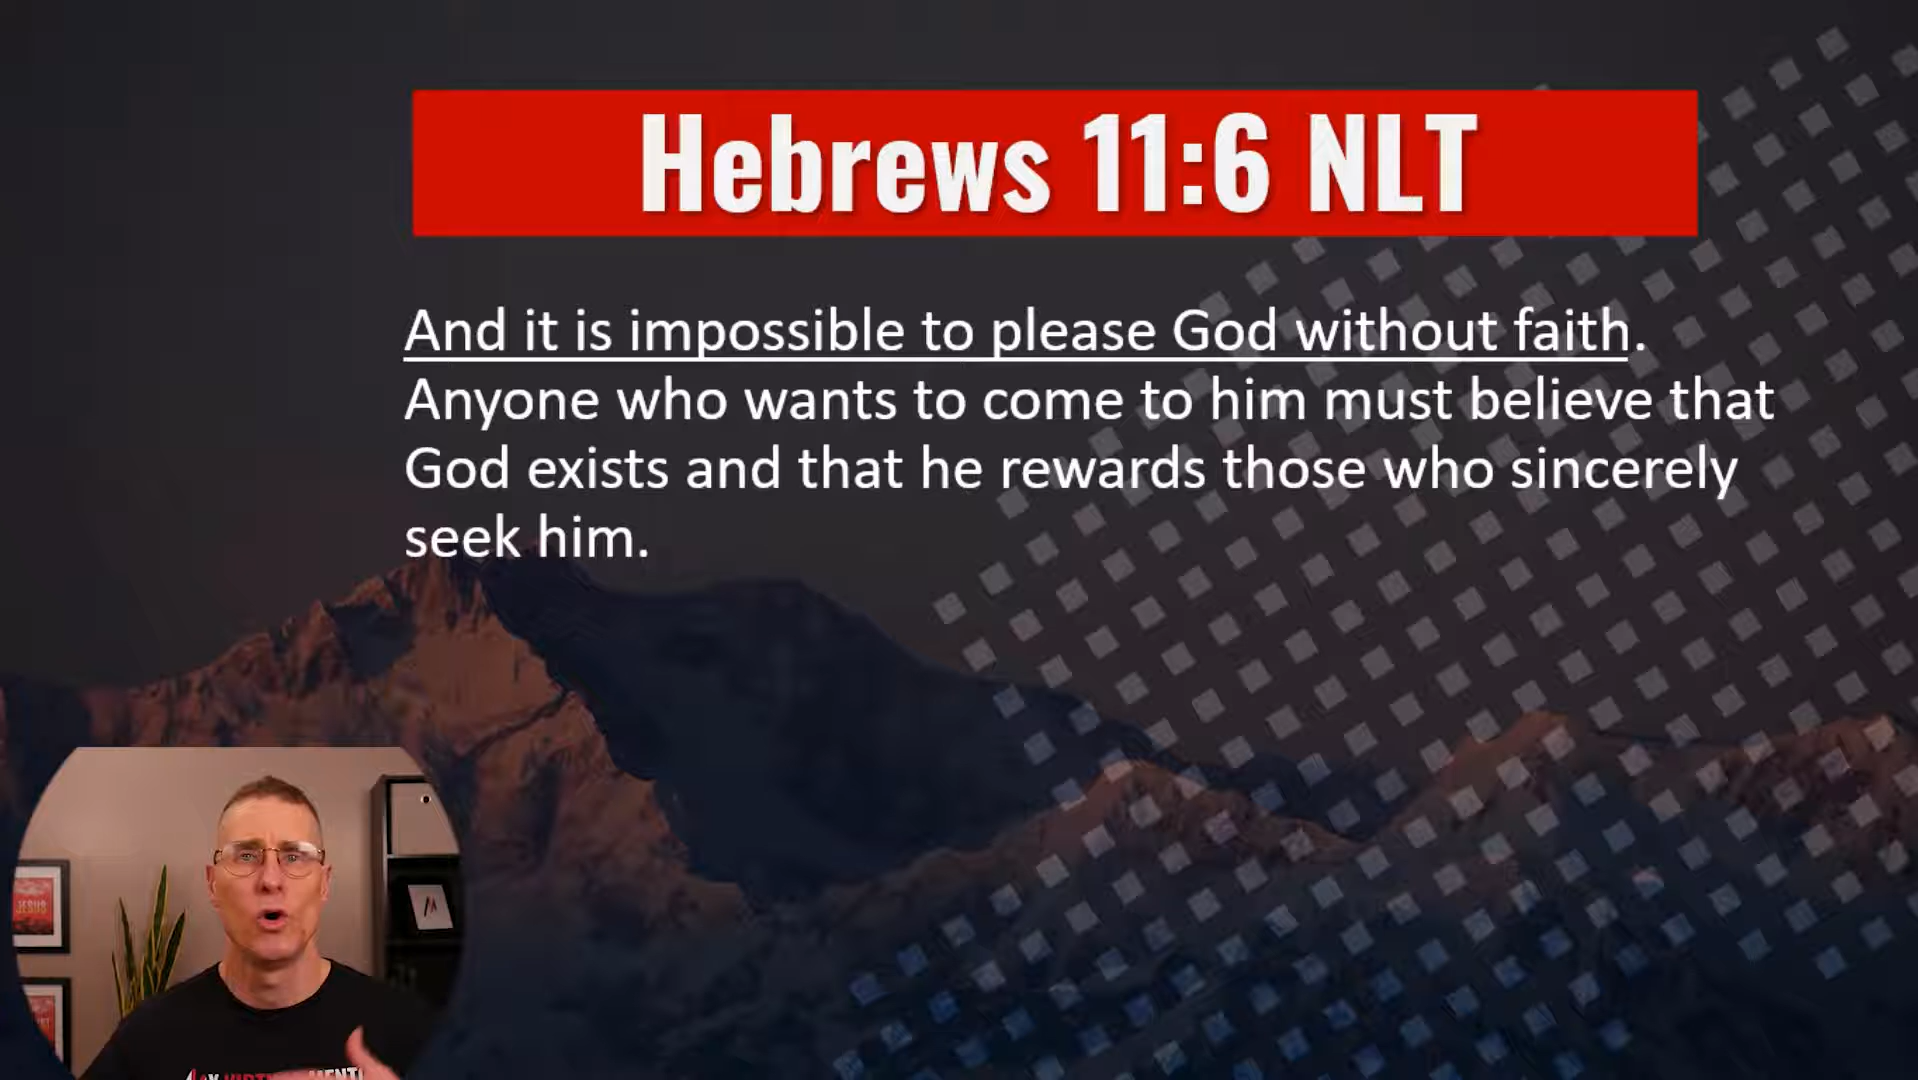 Hebrews 11:6 NLT
And it is impossible to please God without faith.
Anyone who wants to come to him must believe that
God exists and that he rewards those who sincerely
seek him.
JESUS